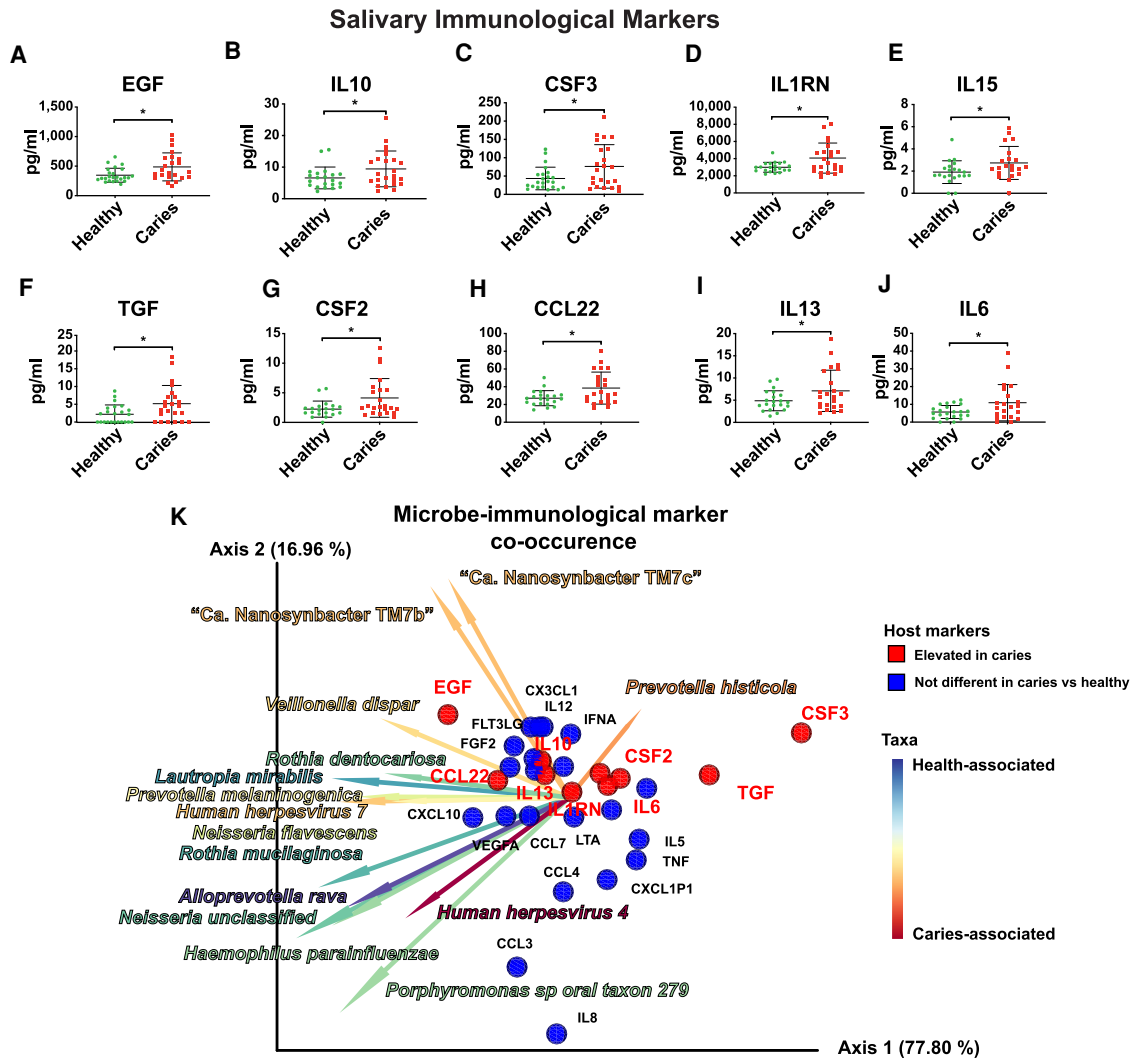 Salivary Immunological Markers
A
EGF
1,500
1,000
500
0
pg/ml
*
Healthy
Caries
B
IL10
30
20
10
0
pg/ml
*
Healthy
Caries
C
CSF3
250
200
150
100
50
0
pg/ml
*
Healthy
Caries
D
IL1RN
10,000
8,000
6,000
4,000
2,000
0
pg/ml
*
Healthy
Caries
E
IL15
8
6
4
2
0
pg/ml
*
Healthy
Caries
F
TGF
25
20
15
10
5
0
pg/ml
*
Healthy
Caries
G
CSF2
15
10
5
0
pg/ml
*
Healthy
Caries
H
CCL22
100
80
60
40
20
0
pg/ml
*
Healthy
Caries
I
IL13
20
15
10
5
0
pg/ml
*
Healthy
Caries
J
IL6
50
40
30
20
10
0
pg/ml
*
Healthy
Caries
K
Microbe-immunological marker
co-occurence
Axis 2 (16.96 %)
“Ca. Nanosynbacter TM7c”
“Ca. Nanosynbacter TM7b”
EGF
CX3CL1
Prevotella histicola
Veillonella dispar
IL12
CSF3
FLT3LG
IFNA
FGF2
IL10
Rothia dentocariosa
CSF2
Lautropia mirabilis
CCL22
TGF
Prevotella melaninogenica
IL13
Human herpesvirus 7
IL1RN
IL6
CXCL10
Neisseria flavescens
VEGFA
CCL7
LTA
IL5
Rothia mucilaginosa
TNF
CCL4
CXCL1P1
Alloprevotella rava
Human herpesvirus 4
Neisseria unclassified
CCL3
Haemophilus parainfluenzae
Porphyromonas sp oral taxon 279
IL8
Axis 1 (77.80 %)
Host markers
Elevated in caries
Not different in caries vs healthy
Taxa
Health-associated
Caries-associated